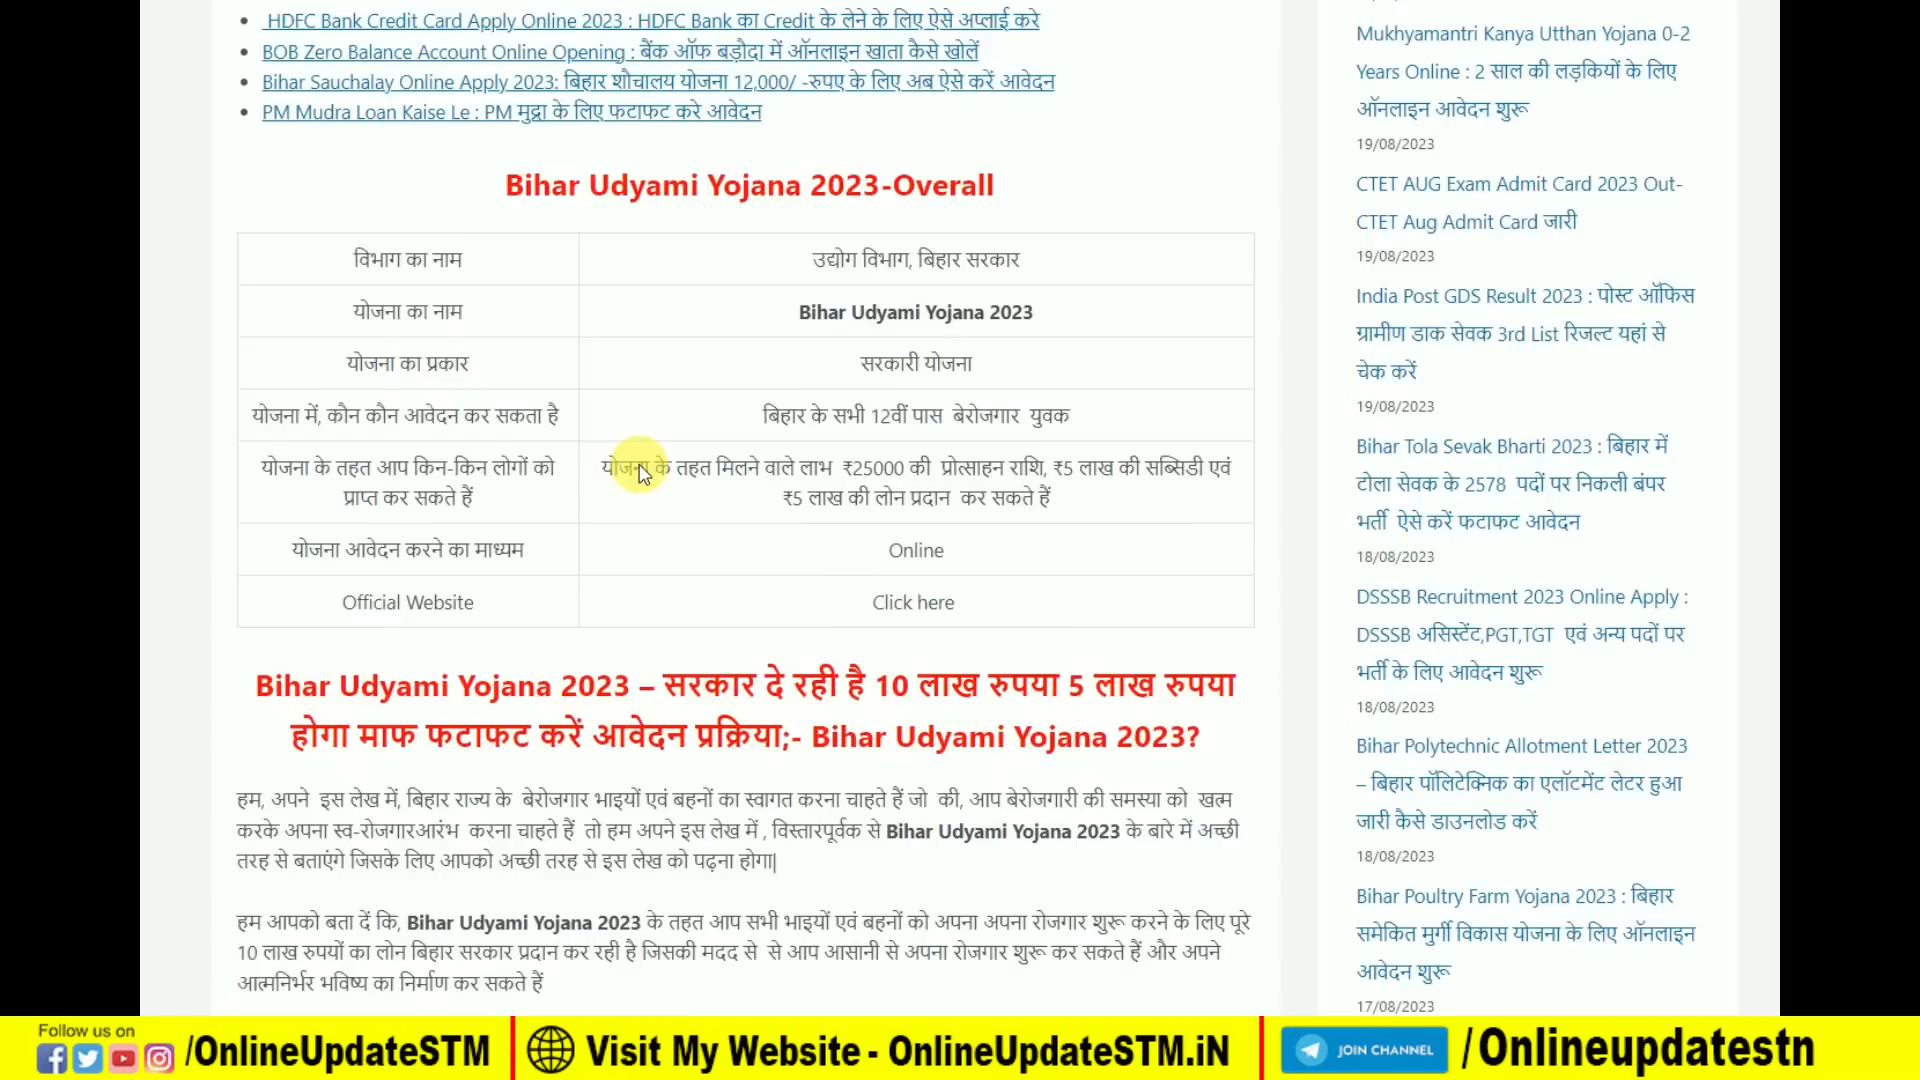 HDFC Bank Credit Card Apply Online 2023 : HDFC Bank का Credit के लेने के लिए ऐसे अप्लाई करे
BOB Zero Balance Account Online Opening : बैंक ऑफ बड़ौदा में ऑनलाइन खाता कैसे खोलें
Bihar Sauchalay Online Apply 2023: बिहार शौचालय योजना 12,000/ -रुपए के लिए अब ऐसे करें आवेदन
PM Mudra Loan Kaise Le : PM मुद्रा के लिए फटाफट करे आवेदन
Bihar Udyami Yojana 2023-Overall
विभाग का नाम
उद्योग विभाग, बिहार सरकार
योजना का नाम
Bihar Udyami Yojana 2023
योजना का प्रकार
सरकारी योजना
योजना में, कौन कौन आवेदन कर सकता है
बिहार के सभी 12वीं पास बेरोजगार युवक
योजना के तहत आप किन-किन लोगों को
प्राप्त कर सकते हैं
योजना के तहत मिलने वाले लाभ ₹25000 की प्रोत्साहन राशि, ₹5 लाख की सब्सिडी एवं
₹5 लाख की लोन प्रदान कर सकते हैं
योजना आवेदन करने का माध्यम
Online
Official Website
Click here
Bihar Udyami Yojana 2023 – सरकार दे रही है 10 लाख रुपया 5 लाख रुपया
होगा माफ फटाफट करें आवेदन प्रक्रिया;- Bihar Udyami Yojana 2023?
हम, अपने इस लेख में, बिहार राज्य के बेरोजगार भाइयों एवं बहनों का स्वागत करना चाहते हैं जो की, आप बेरोजगारी की समस्या को खत्म
करके अपना स्व-रोजगारआरंभ करना चाहते हैं तो हम अपने इस लेख में , विस्तारपूर्वक से Bihar Udyami Yojana 2023 के बारे में अच्छी
तरह से बताएंगे जिसके लिए आपको अच्छी तरह से इस लेख को पढ़ना होगा|
हम आपको बता दें कि, Bihar Udyami Yojana 2023 के तहत आप सभी भाइयों एवं बहनों को अपना अपना रोजगार शुरू करने के लिए पूरे
10 लाख रुपयों का लोन बिहार सरकार प्रदान कर रही है जिसकी मदद से से आप आसानी से अपना रोजगार शुरू कर सकते हैं और अपने
आत्मनिर्भर भविष्य का निर्माण कर सकते हैं
Mukhyamantri Kanya Utthan Yojana 0-2
Years Online : 2 साल की लड़कियों के लिए
ऑनलाइन आवेदन शुरू
19/08/2023
CTET AUG Exam Admit Card 2023 Out-
CTET Aug Admit Card जारी
19/08/2023
India Post GDS Result 2023 : पोस्ट ऑफिस
ग्रामीण डाक सेवक 3rd List रिजल्ट यहां से
चेक करें
19/08/2023
Bihar Tola Sevak Bharti 2023 : बिहार में
टोला सेवक के 2578 पदों पर निकली बंपर
भर्ती ऐसे करें फटाफट आवेदन
18/08/2023
DSSSB Recruitment 2023 Online Apply :
DSSSB असिस्टेंट,PGT,TGT एवं अन्य पदों पर
भर्ती के लिए आवेदन शुरू
18/08/2023
Bihar Polytechnic Allotment Letter 2023
– बिहार पॉलिटेक्निक का एलॉटमेंट लेटर हुआ
जारी कैसे डाउनलोड करें
18/08/2023
Bihar Poultry Farm Yojana 2023 : बिहार
समेकित मुर्गी विकास योजना के लिए ऑनलाइन
आवेदन शुरू
17/08/2023
Follow us on
/OnlineUpdateSTM
Visit My Website - OnlineUpdateSTM.iN
JOIN CHANNEL
/Onlineupdatestn